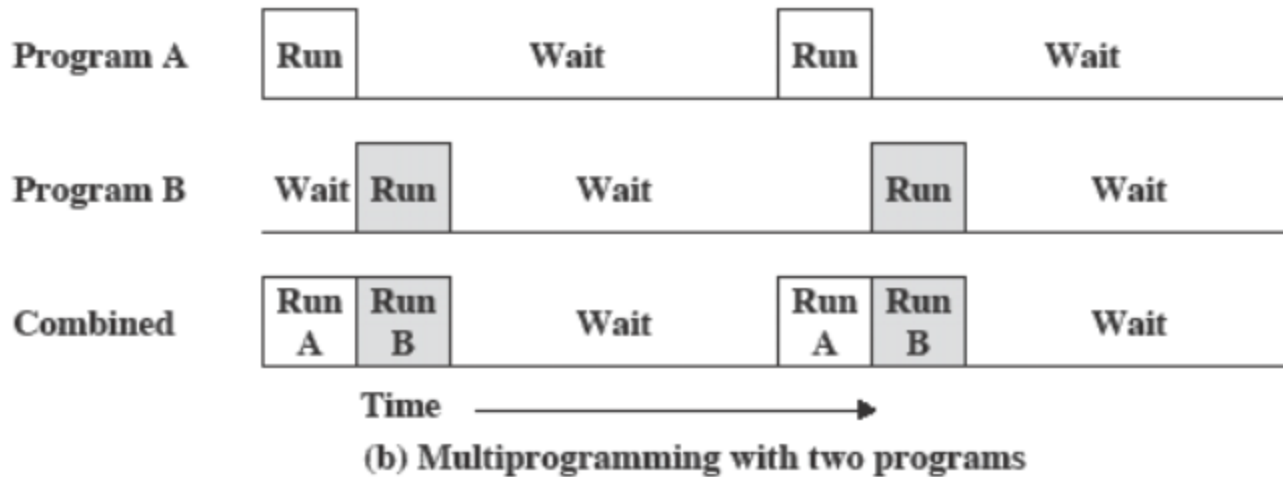 Program A Run Wait Run Wait
Program B Wait Run Wait Run Wait
Combined Run A Run B Wait Run A Run B Wait
Time
(b) Multiprogramming with two programs